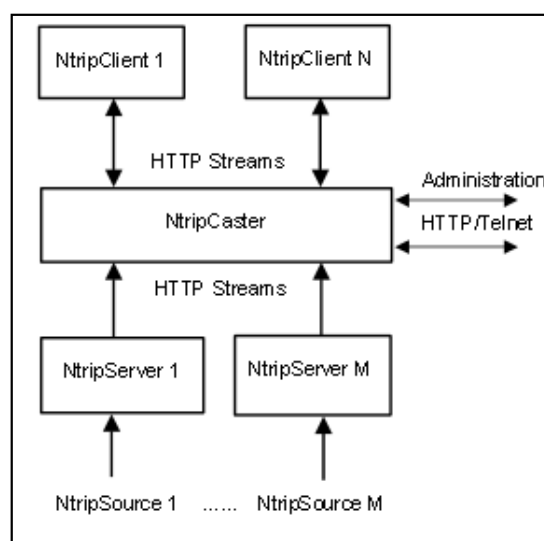 NtripClient 1
NtripClient N
HTTP Streams
Administration
NtripCaster
HTTP/Telnet
HTTP Streams
NtripServer 1
NtripServer M
NtripSource 1 ...... NtripSource M